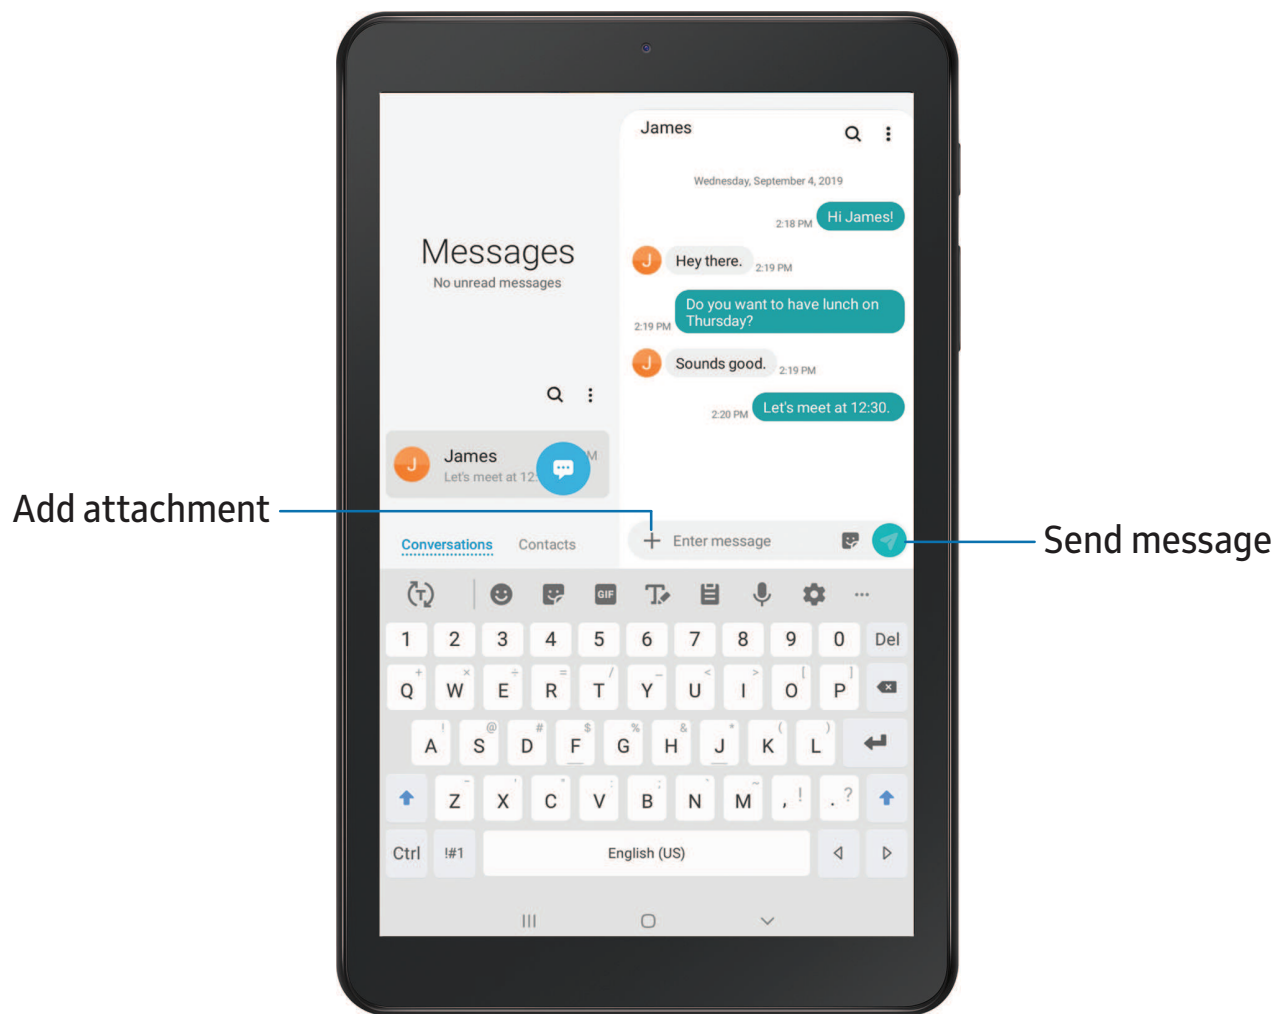 James
Wednesday, September 4, 2019
2:18 PM Hi James!
J Hey there. 2:19 PM
Do you want to have lunch on
2:19 PM Thursday?
J Sounds good. 2:19 PM
2:20 PM Let's meet at 12:30.
Messages
No unread messages
J James M
Let's meet at 12:
Add attachment
Conversations Contacts
+ Enter message
Send message
T GIF T
1 2 3 4 5 6 7 8 9 0 Del
Q + W × E ÷ R = T / Y _ U < I > O [ P ]
A ! S @ D # F $ G % H & J * K ( L )
Z - X ' C " V : B ; N ' M ~ , ! . ?
Ctrl !#1 English (US)